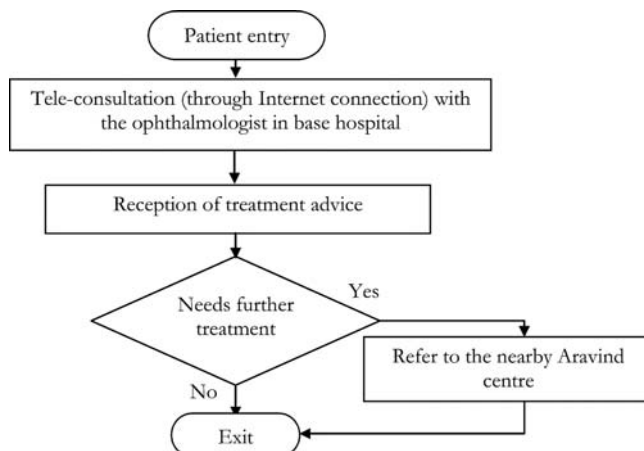 Patient entry
Tele-consultation (through Internet connection) with
the ophthalmologist in base hospital
Reception of treatment advice
Needs further
treatment
Yes
Refer to the nearby Aravind
centre
No
Exit